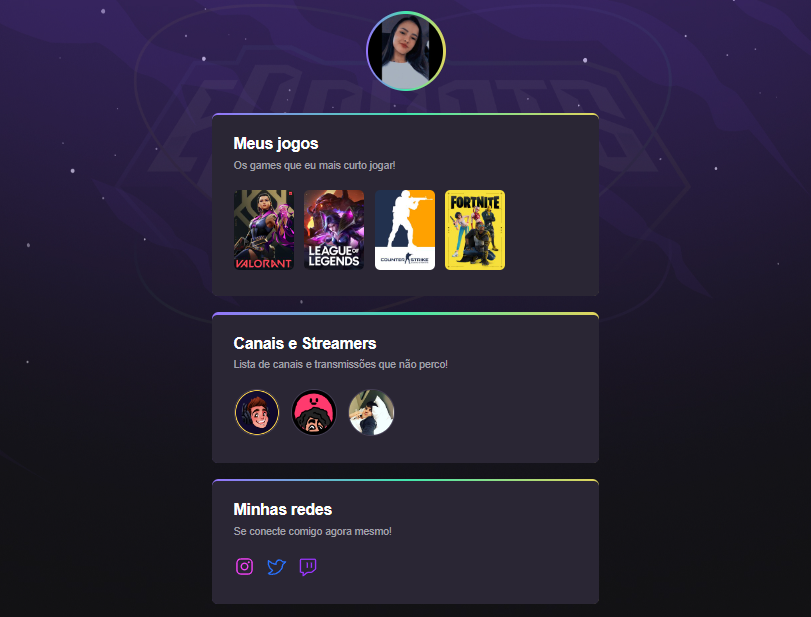 ESPORTS
Meus jogos
Os games que eu mais curto jogar!
VALORANT
LEAGUE OF
LEGENDS
COUNTER STRIKE
FORTNITE
Canais e Streamers
Lista de canais e transmissões que não perco!
Minhas redes
Se conecte comigo agora mesmo!